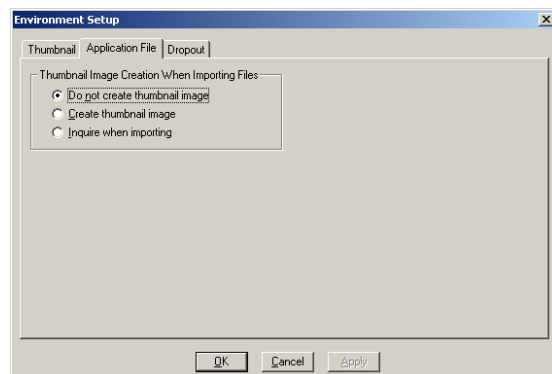 Environment Setup
Thumbnail Application File Dropout
Thumbnail Image Creation When Importing Files
Do not create thumbnail image
Create thumbnail image
Inquire when importing
OK Cancel Apply